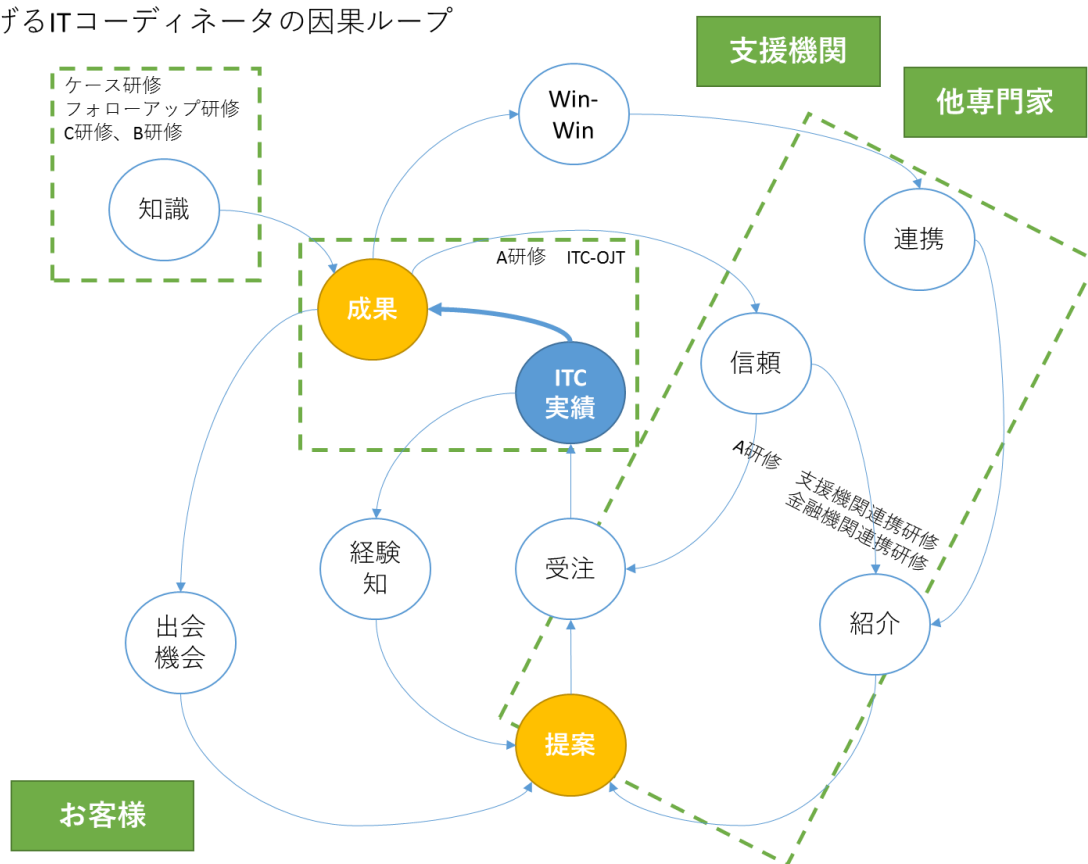 げるITコーディネータの因果ループ
支援機関
他専門家
ケース研修
フォローアップ研修
C研修、B研修
知識
Win-
Win
連携
A研修 ITC-OJT
成果
ITC
実績
信頼
A研修 支援機関連携研修
金融機関連携研修
経験
知
受注
出会
機会
紹介
提案
お客様